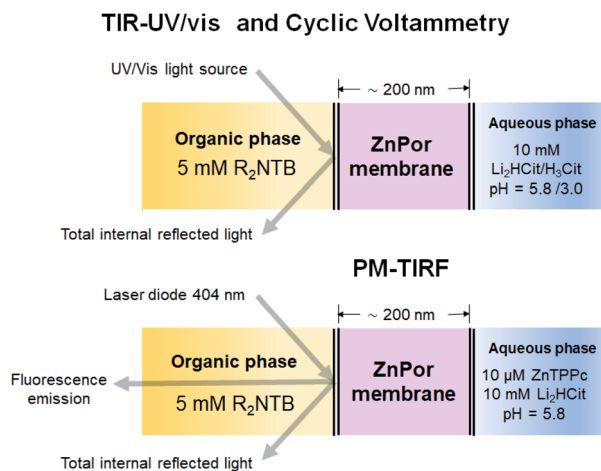 TIR-UV/vis and Cyclic Voltammetry
UV/Vis light source
~ 200 nm
Organic phase
5 mM R₂NTB
ZnPor
membrane
Aqueous phase
10 mM
Li₂HCit/H₃Cit
pH = 5.8 /3.0
Total internal reflected light
PM-TIRF
Laser diode 404 nm
~ 200 nm
Fluorescence
emission
Organic phase
5 mM R₂NTB
ZnPor
membrane
Aqueous phase
10 µM ZnTPPc
10 mM Li₂HCit
pH = 5.8
Total internal reflected light